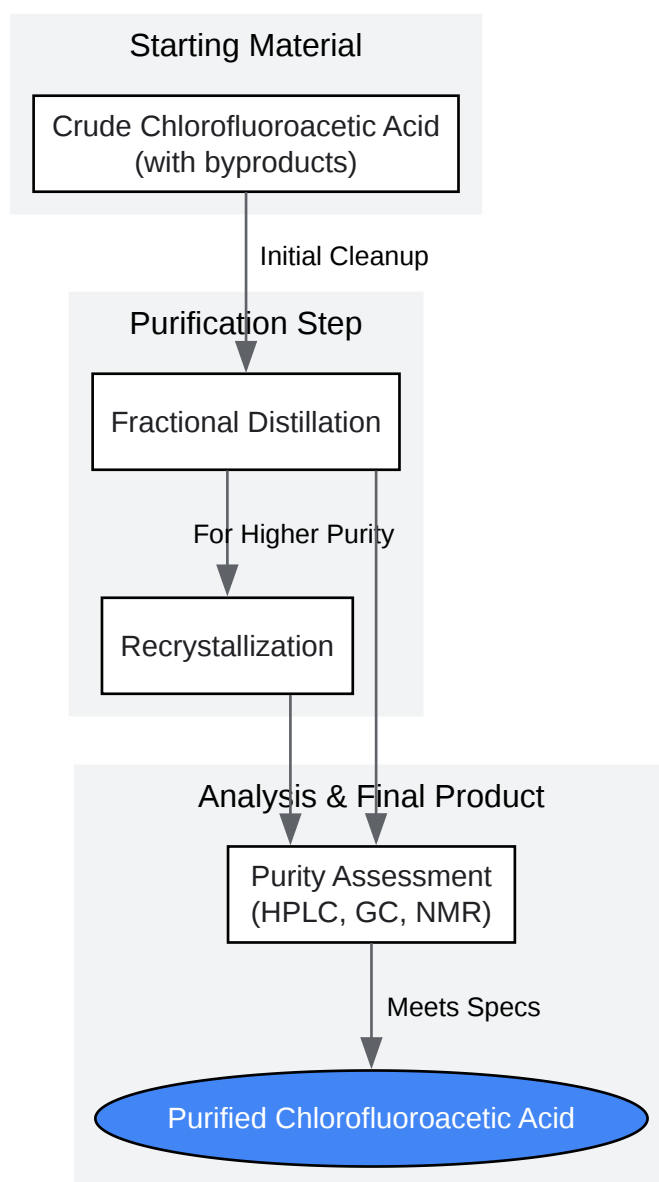 Starting Material
Crude Chlorofluoroacetic Acid
(with byproducts)
Initial Cleanup
Purification Step
Fractional Distillation
For Higher Purity
Recrystallization
Analysis & Final Product
Purity Assessment
(HPLC, GC, NMR)
Meets Specs
Purified Chlorofluoroacetic Acid